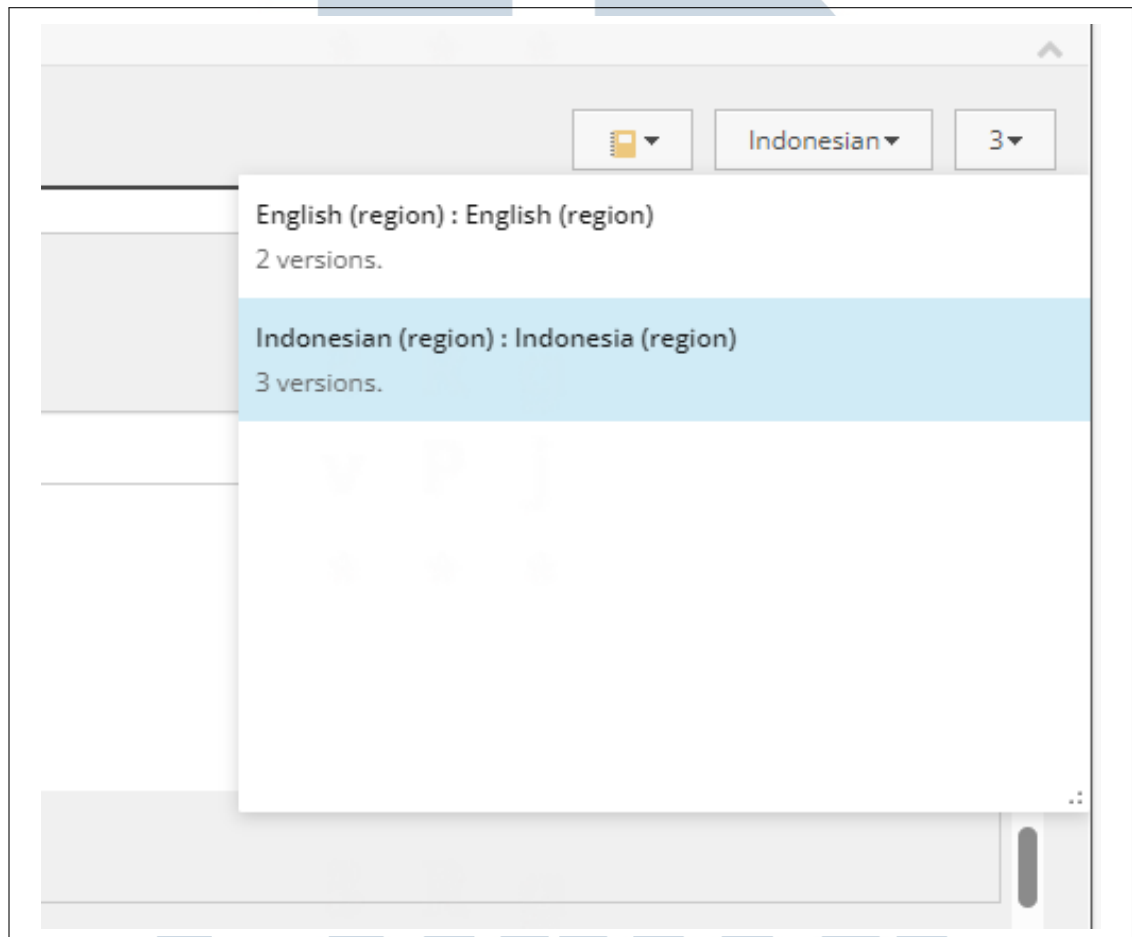 Indonesian 3
English (region) : English (region)
2 versions.
Indonesian (region) : Indonesia (region)
3 versions.